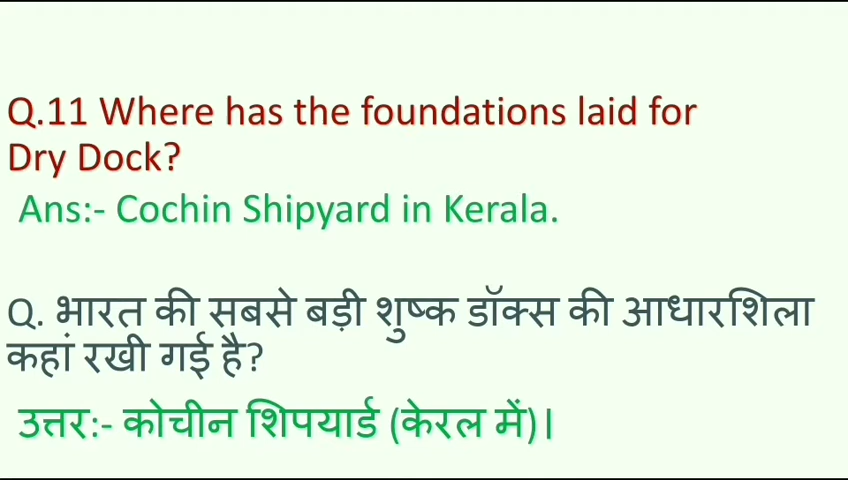 Q.11 Where has the foundations laid for
Dry Dock?
Ans:- Cochin Shipyard in Kerala.
Q. भारत की सबसे बड़ी शुष्क डॉक्स की आधारशिला
कहां रखी गई है?
उत्तर:- कोचीन शिपयार्ड (केरल में)।